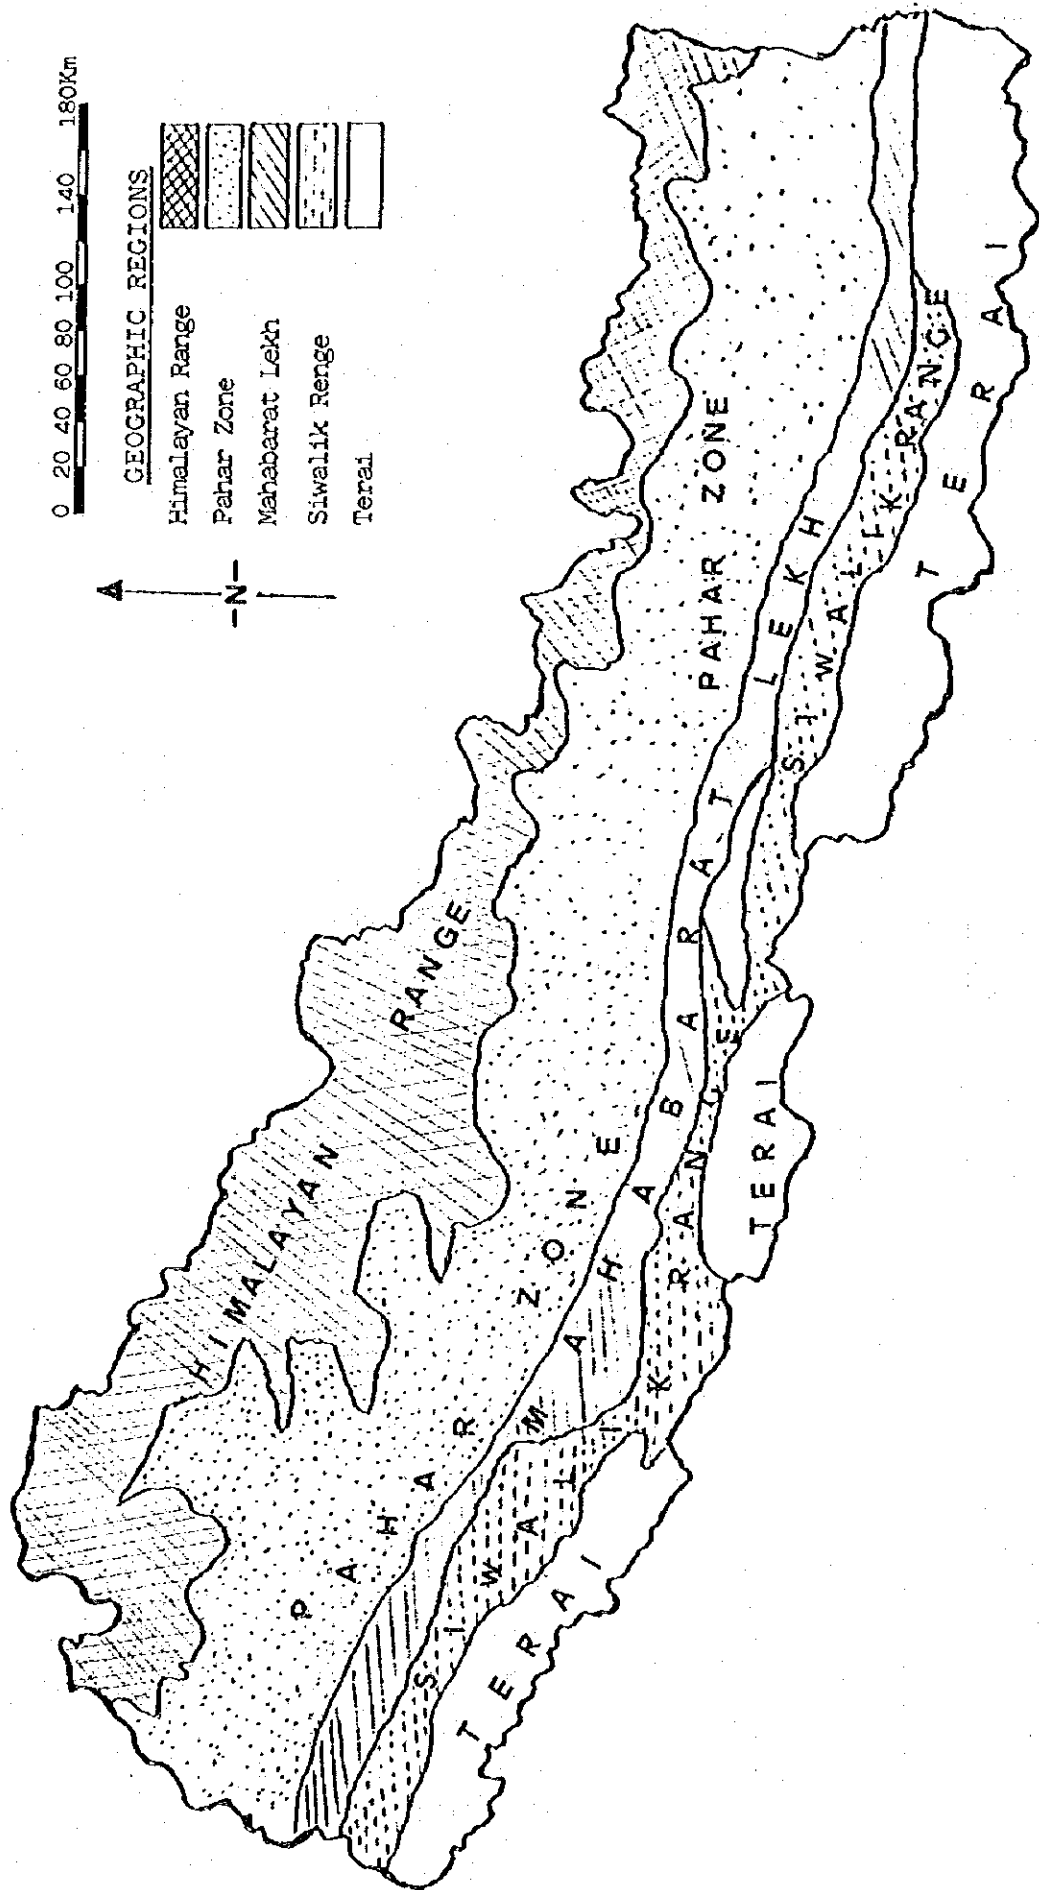 0 20 40 60 80 100 140 180Km
GEOGRAPHIC REGIONS
Himalayan Range
Pahar Zone
Mahabarat Lekh
Siwalik Renge
Terai
-N-
HIMALAYAN RANGE
PAHAR ZONE
PAHAR ZONE
MAHABARAT LEKH
SIWALIK RANGE
SIWALIK RANGE
TERAI
TERAI
TERAI